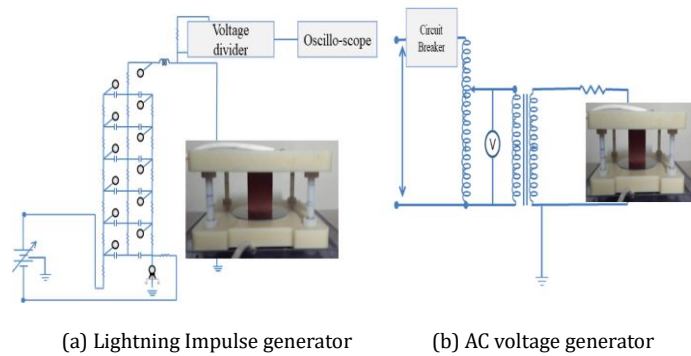 Voltage
divider
Oscillo-scope
(a) Lightning Impulse generator
Circuit
Breaker
V
(b) AC voltage generator